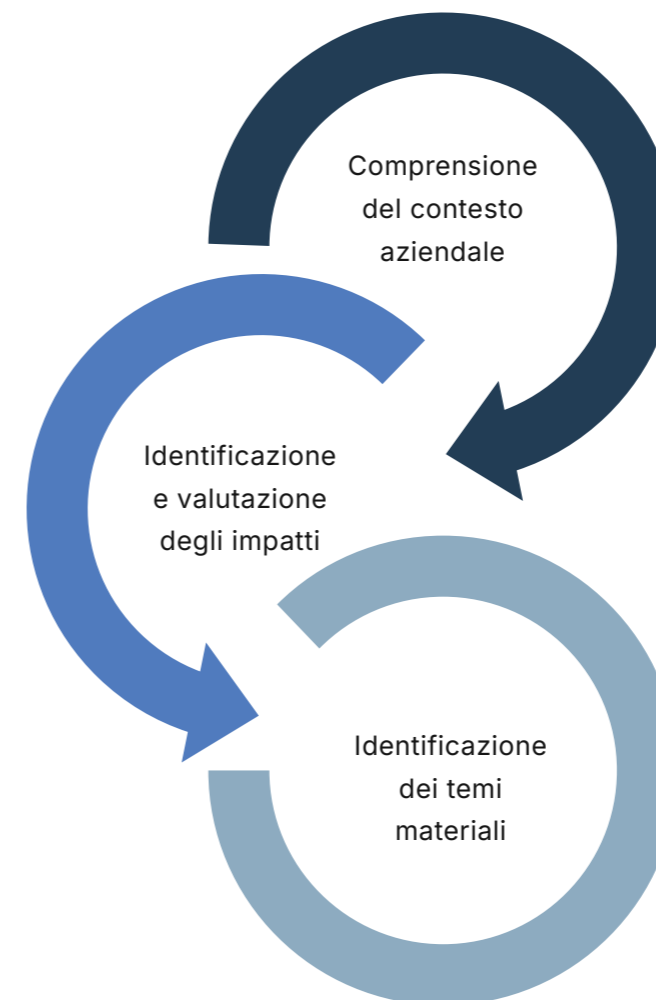 Comprensione
del contesto
aziendale
Identificazione
e valutazione
degli impatti
Identificazione
dei temi
materiali